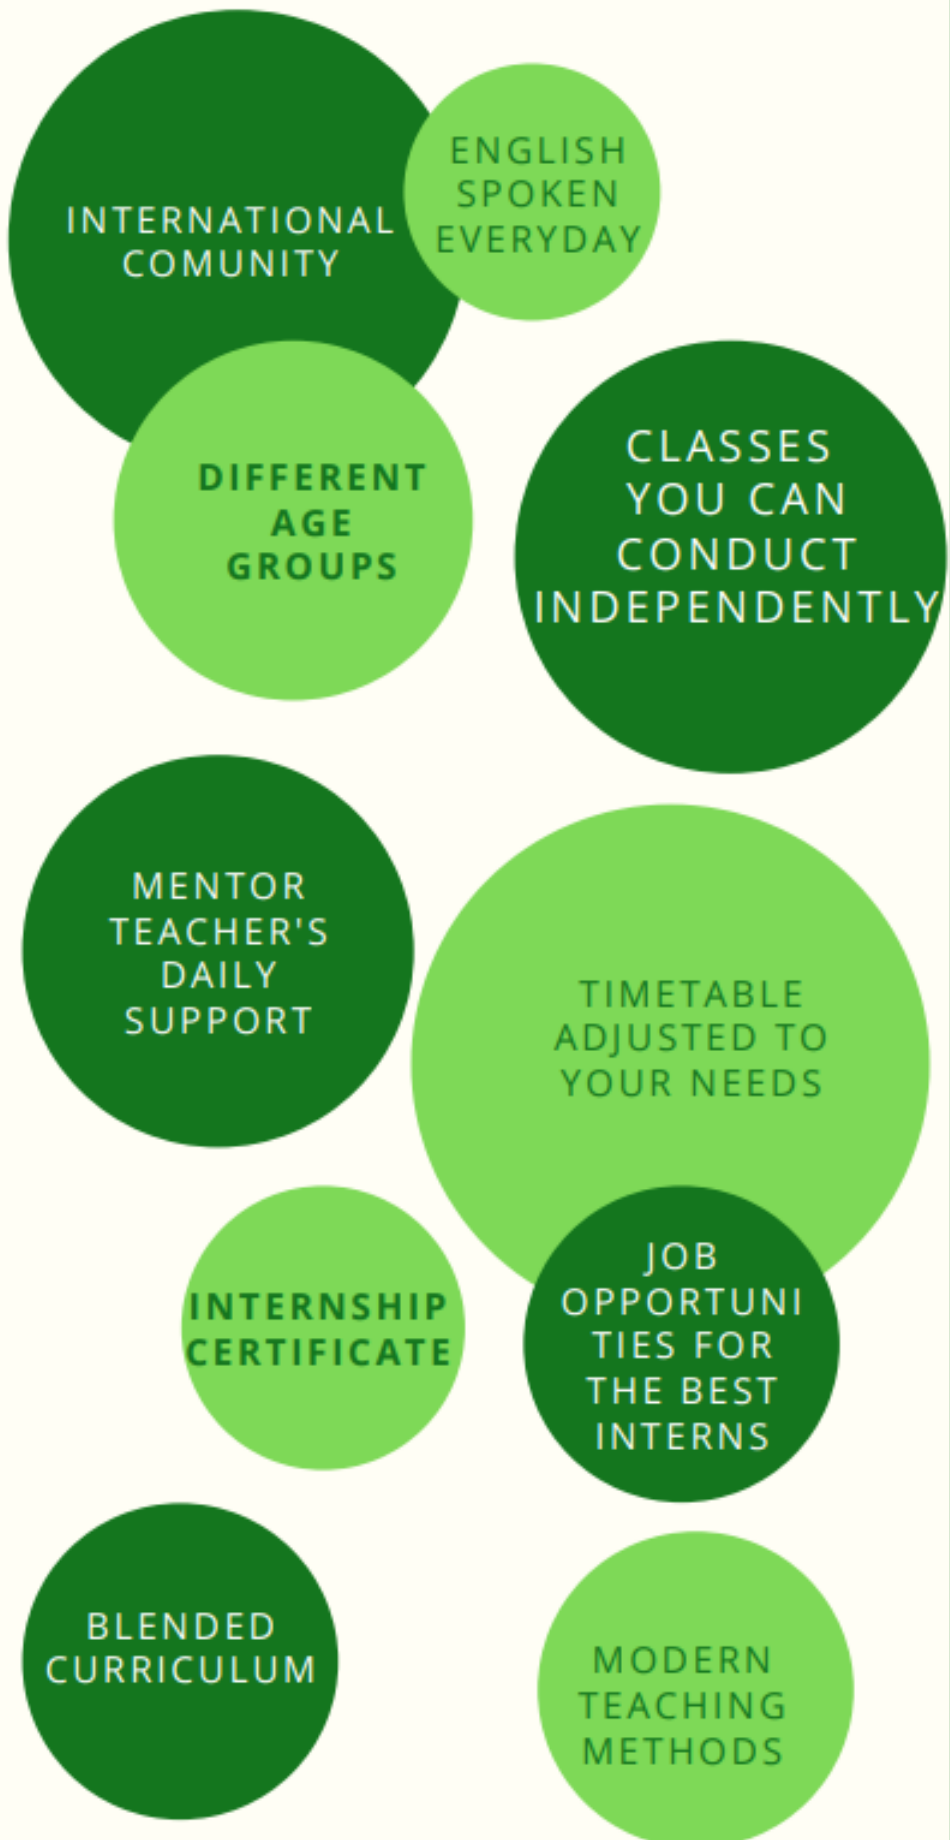 INTERNATIONAL
COMUNITY
ENGLISH
SPOKEN
EVERYDAY
DIFFERENT
AGE
GROUPS
CLASSES
YOU CAN
CONDUCT
INDEPENDENTLY
MENTOR
TEACHER'S
DAILY
SUPPORT
TIMETABLE
ADJUSTED TO
YOUR NEEDS
INTERNSHIP
CERTIFICATE
JOB
OPPORTUNI
TIES FOR
THE BEST
INTERNS
BLENDED
CURRICULUM
MODERN
TEACHING
METHODS